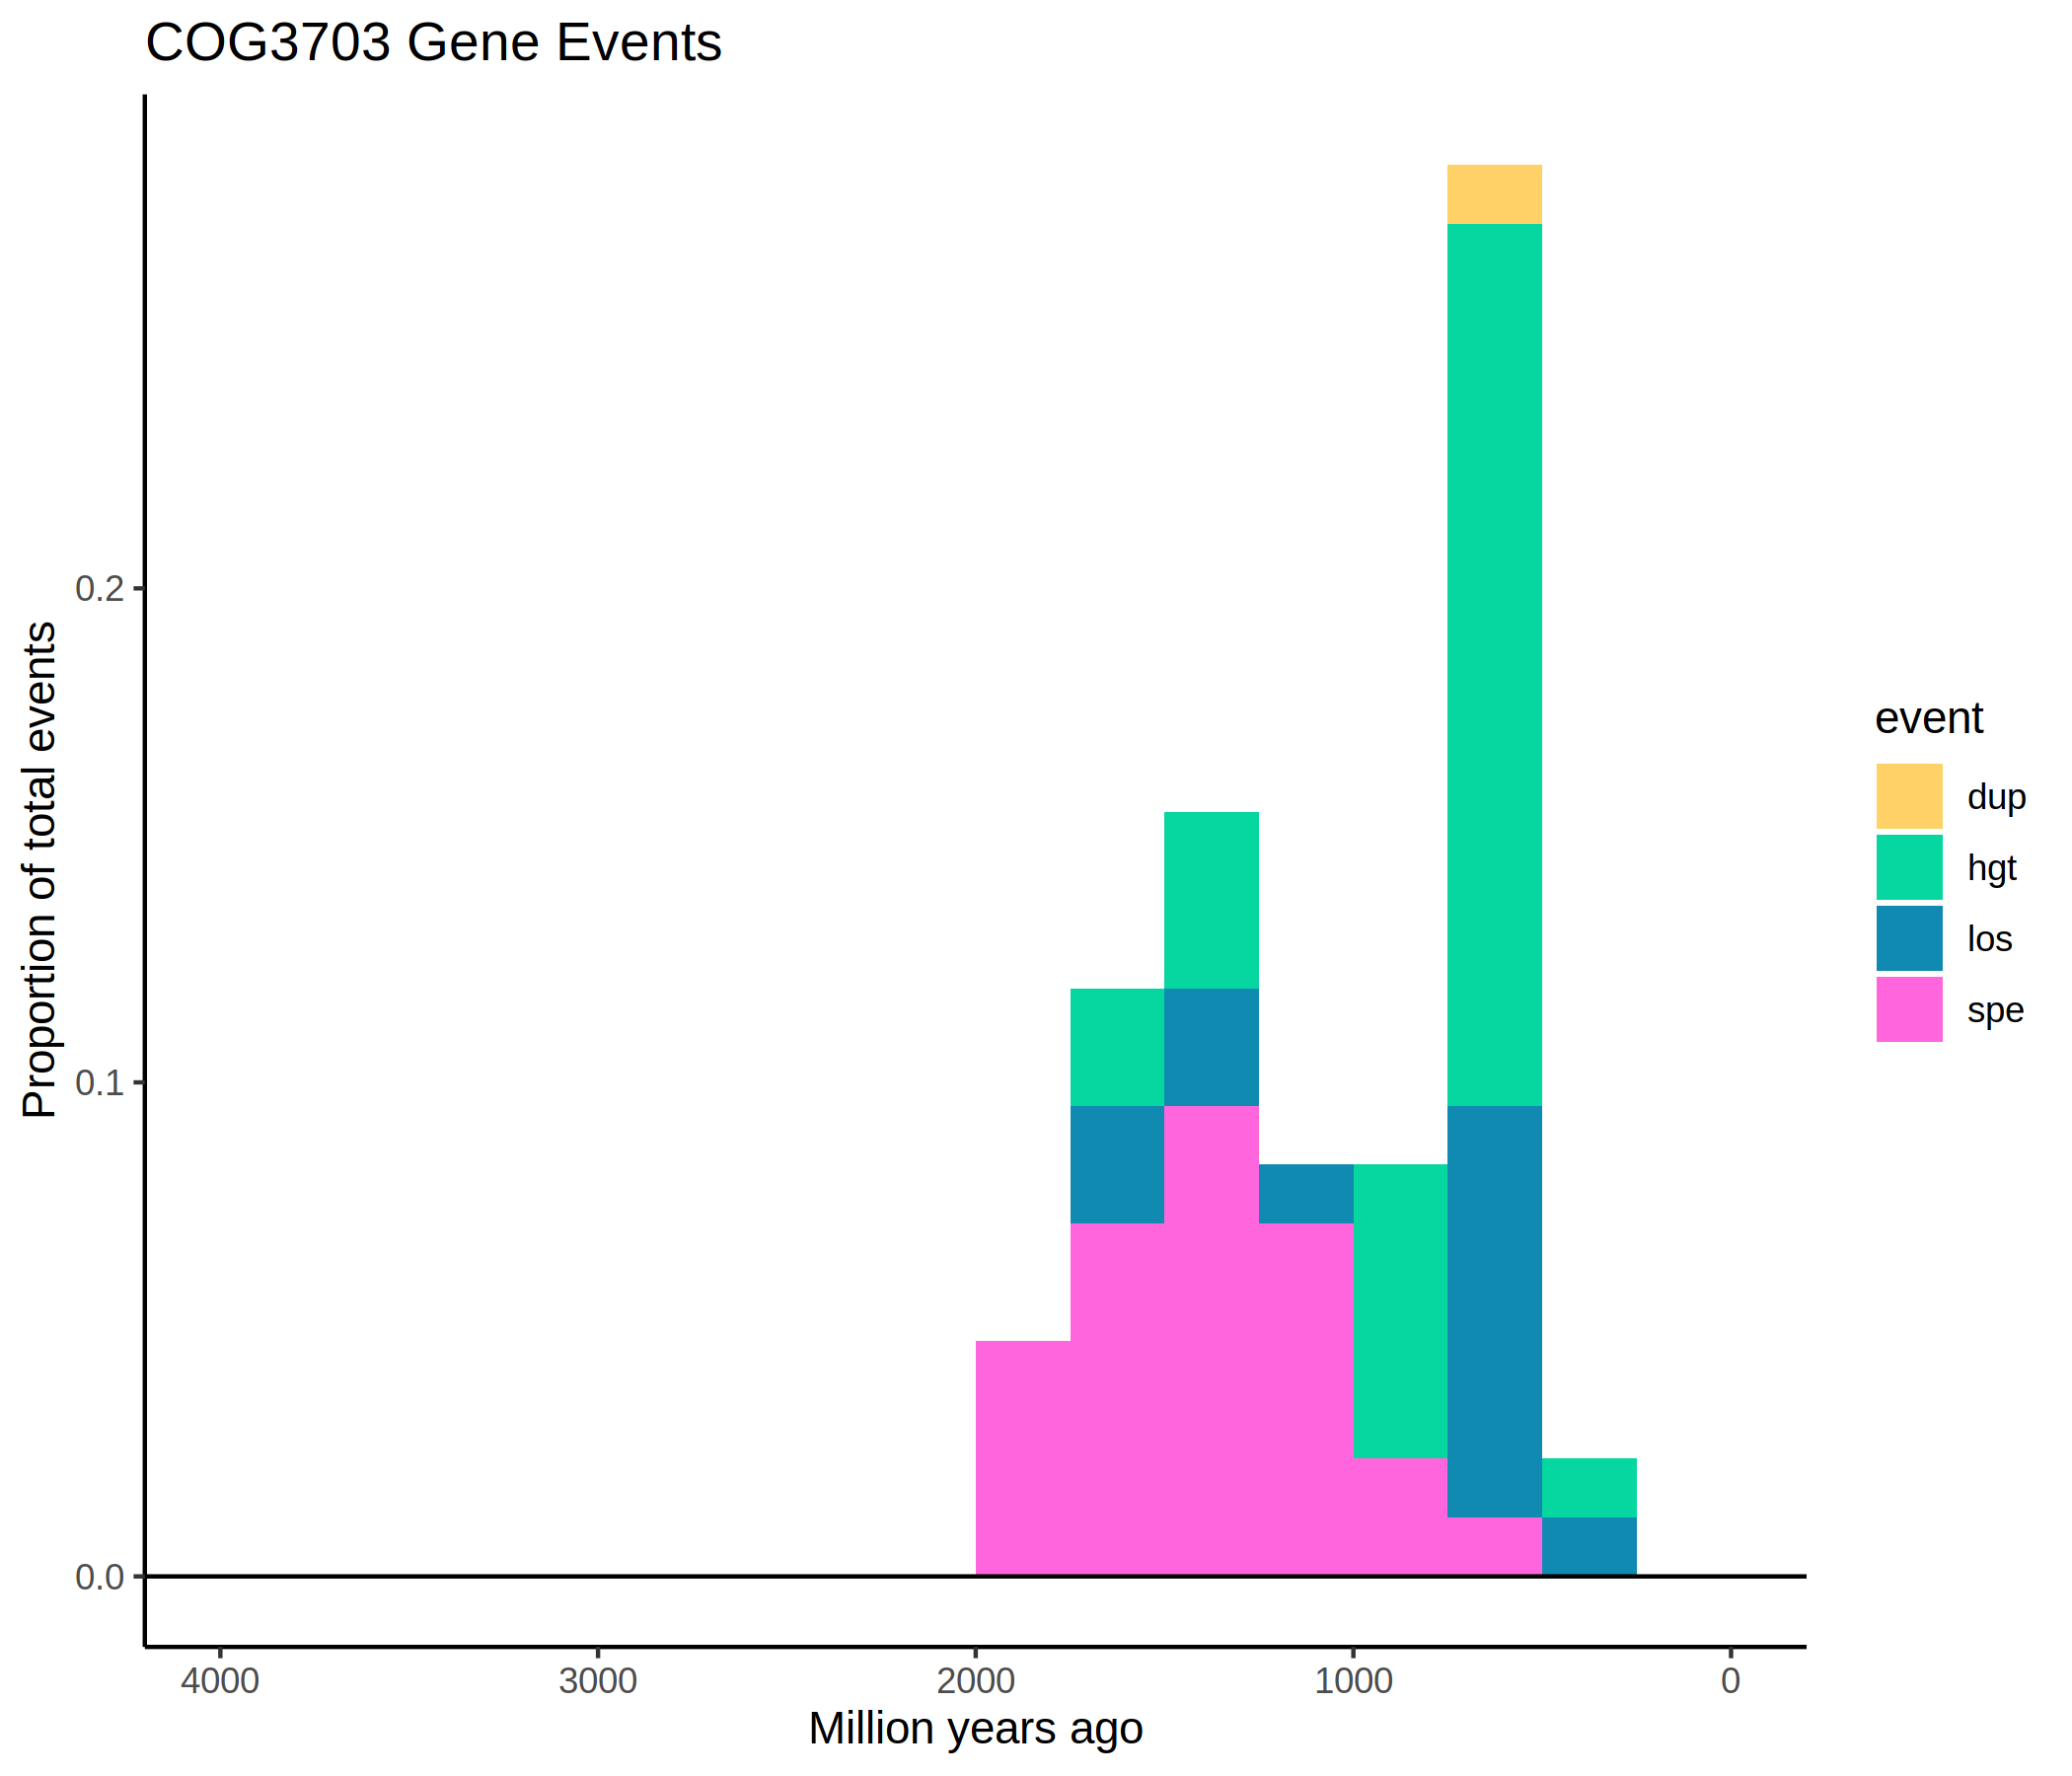 COG3703 Gene Events
Proportion of total events
0.2
0.1
0.0
4000 3000 2000 1000 0
Million years ago
event
dup
hgt
los
spe